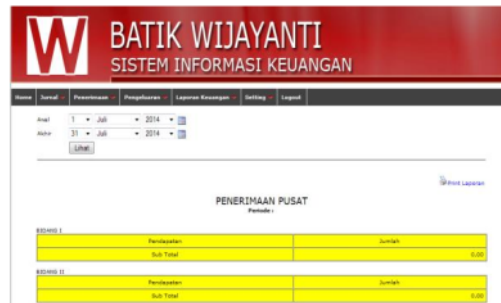 W BATIK WIJAYANTI
SISTEM INFORMASI KEUANGAN
Home Jurnal Penerimaan Pengeluaran Laporan Keuangan Setting Logout
Awal 1 Juli 2014
Akhir 31 Juli 2014
Lihat
Print Laporan
PENERIMAAN PUSAT
Periode :
BIDANG I
Pendapatan Jumlah
Sub Total 0.00
BIDANG II
Pendapatan Jumlah
Sub Total 0.00